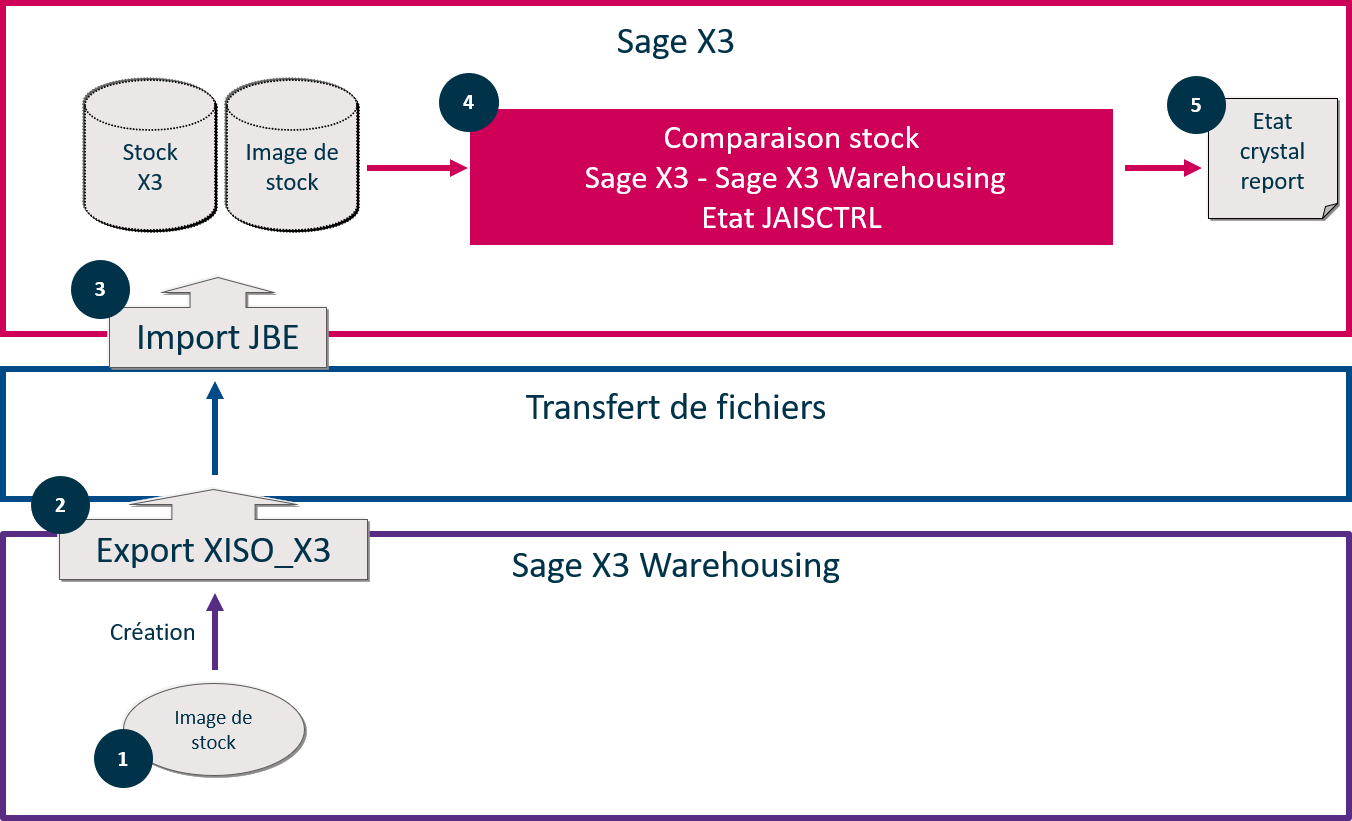 Sage X3
Stock
X3
Image de
stock
4
Comparaison stock
Sage X3 - Sage X3 Warehousing
Etat JAISCTRL
5
Etat
crystal
report
3
Import JBE
Transfert de fichiers
2
Export XISO_X3
Sage X3 Warehousing
Création
Image de
stock
1